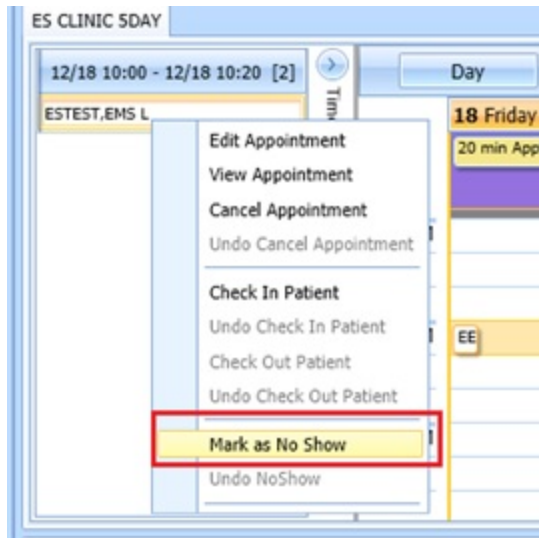 ES CLINIC 5DAY
12/18 10:00 - 12/18 10:20 [2]
Day
ESTEST,EMS L
18 Friday
20 min App
Edit Appointment
View Appointment
Cancel Appointment
Undo Cancel Appointment
Check In Patient
Undo Check In Patient
EE
Check Out Patient
Undo Check Out Patient
Mark as No Show
Undo NoShow